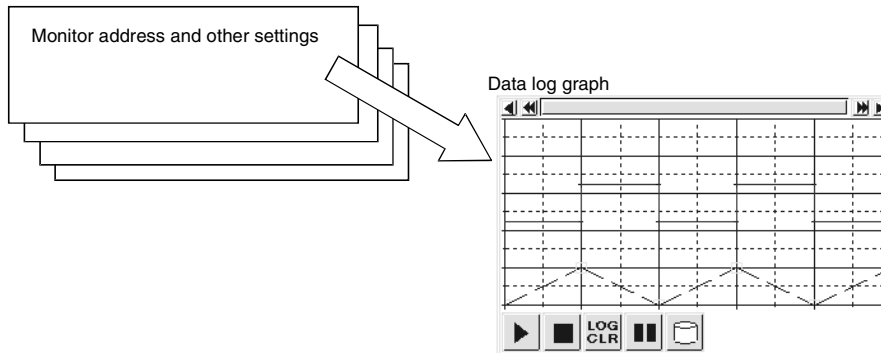 Monitor address and other settings
Data log graph
LOG
CLR